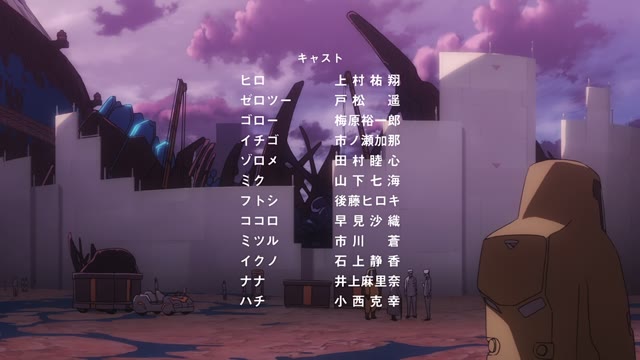 キャスト
ヒロ 上村祐翔
ゼロツー 戸松 遥
ゴロー 梅原裕一郎
イチゴ 市ノ瀬加那
ゾロメ 田村睦心
ミク 山下七海
フトシ 後藤ヒロキ
ココロ 早見沙織
ミツル 市川 蒼
イクノ 石上静香
ナナ 井上麻里奈
ハチ 小西克幸